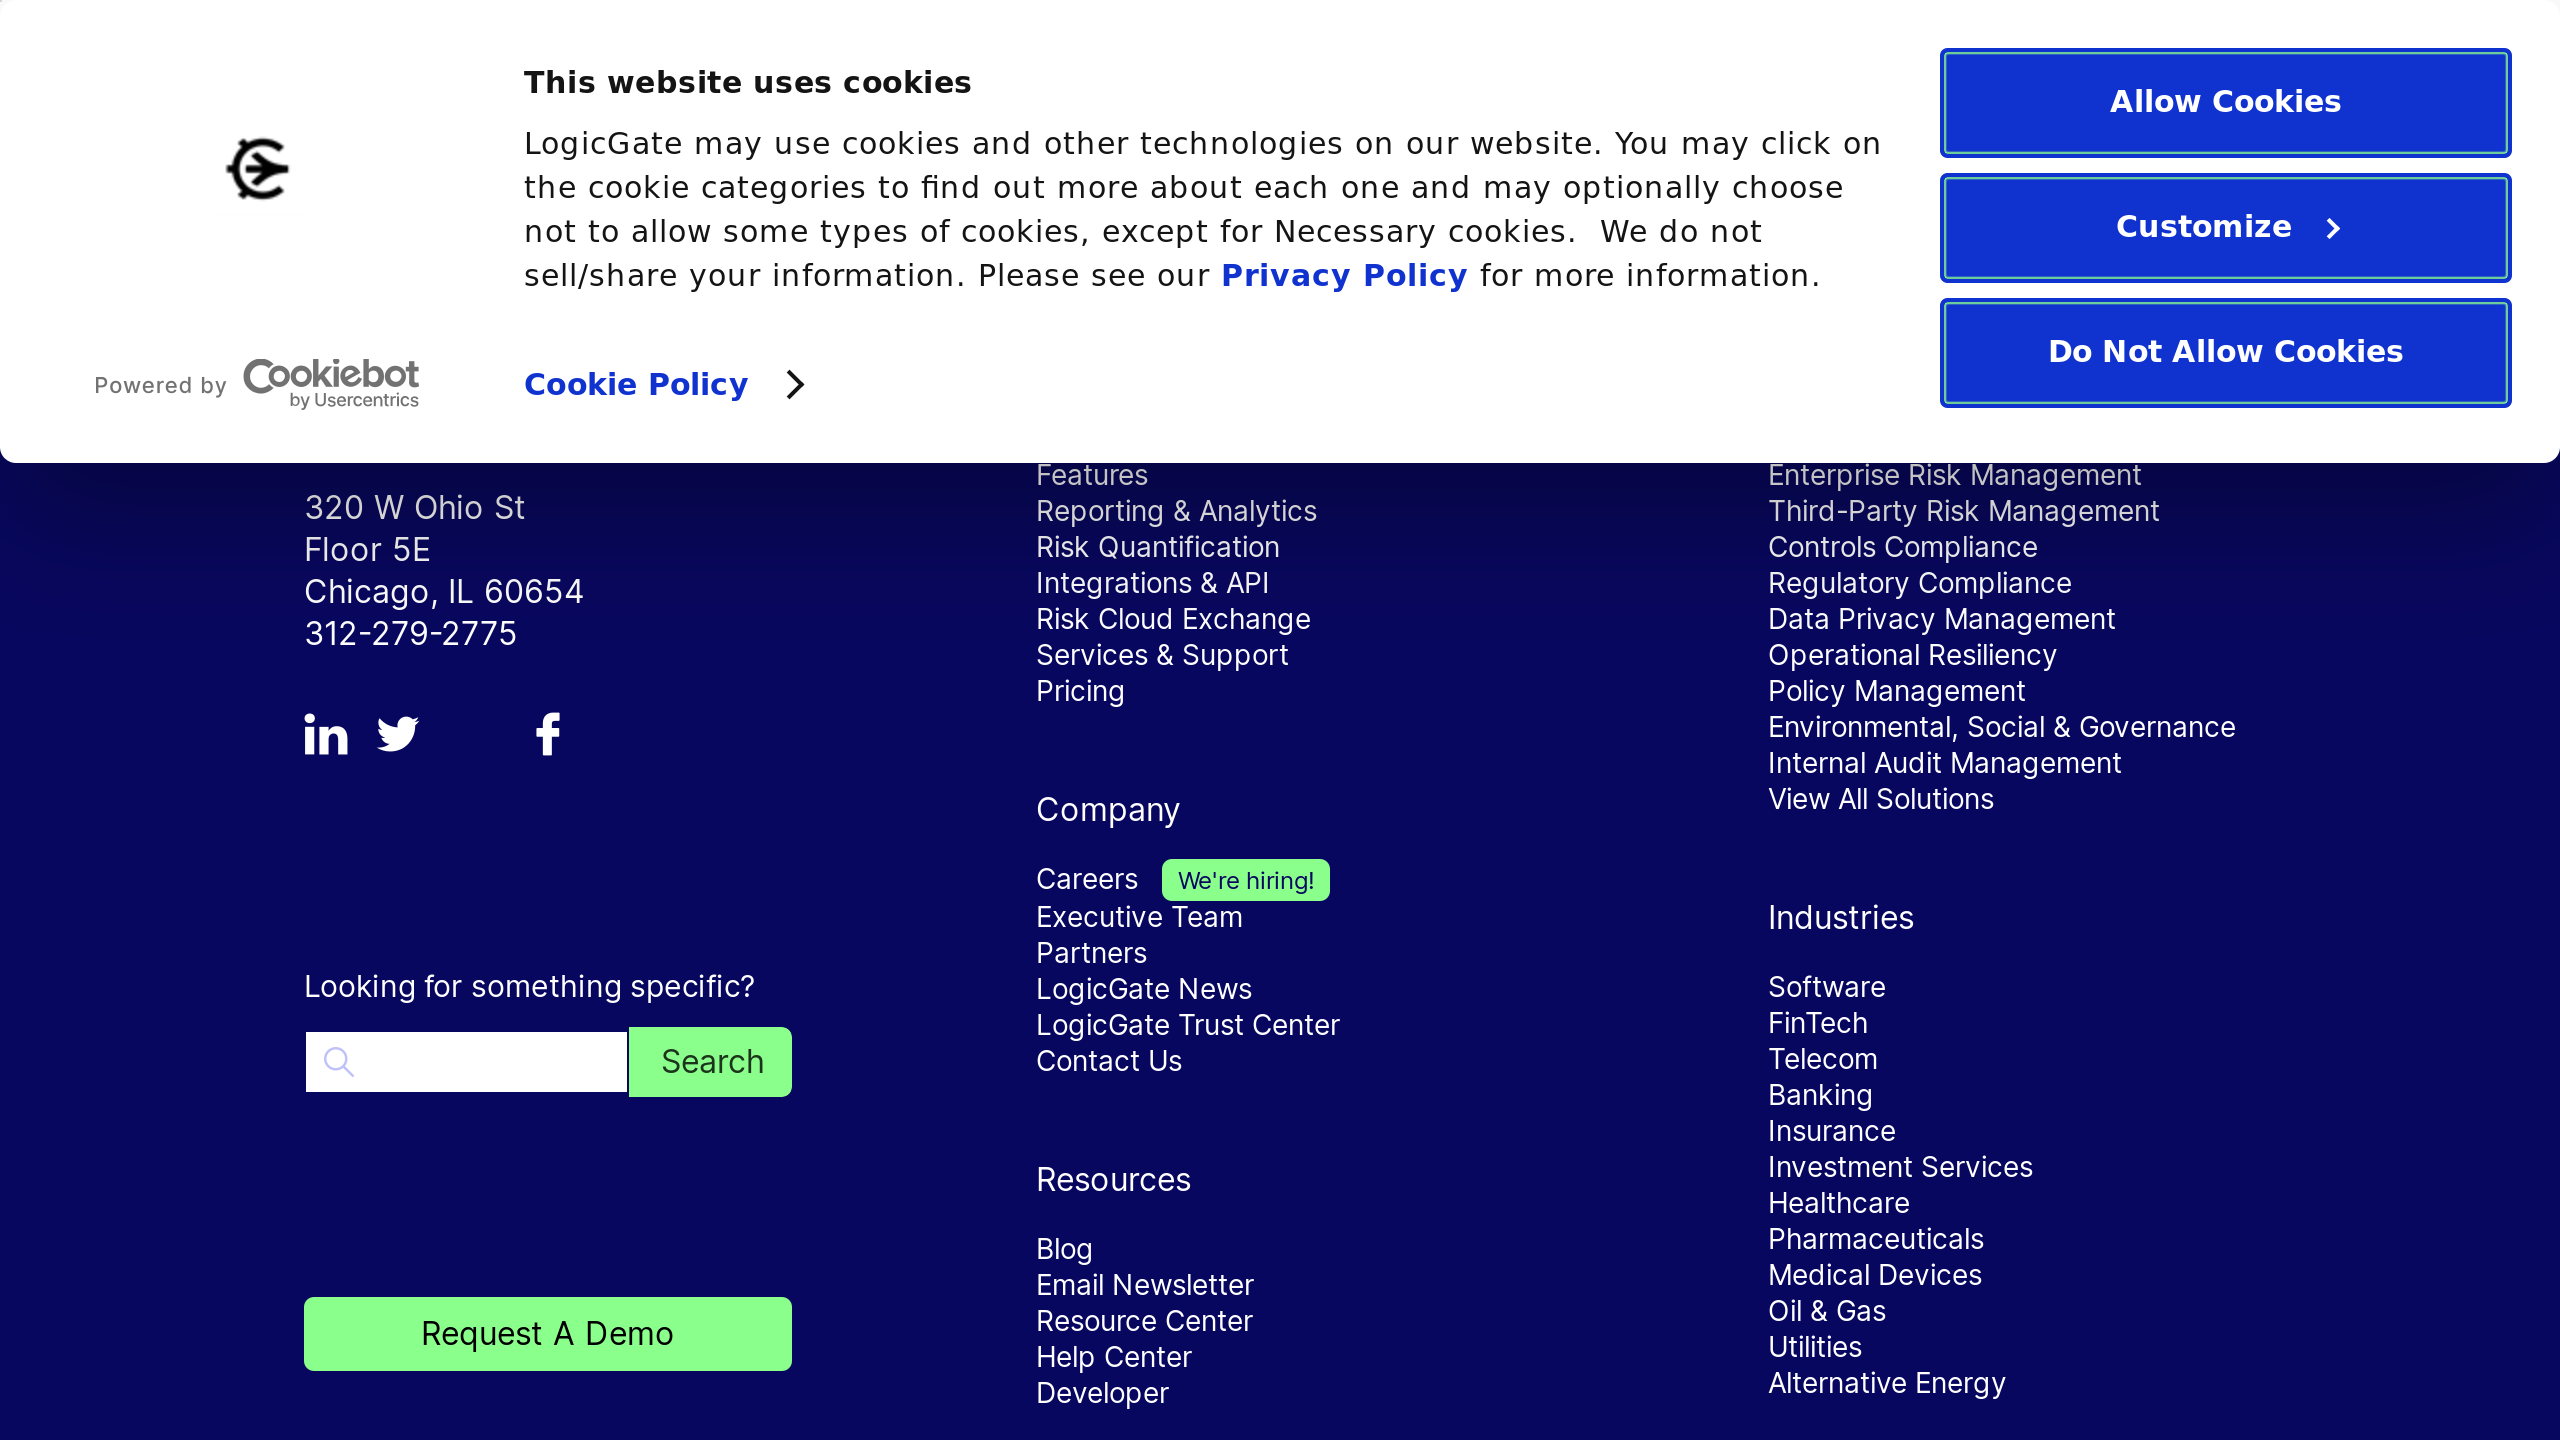 This website uses cookies
LogicGate may use cookies and other technologies on our website. You may click on
the cookie categories to find out more about each one and may optionally choose
not to allow some types of cookies, except for Necessary cookies.  We do not
sell/share your information. Please see our Privacy Policy for more information.
Cookie Policy
Powered by Cookiebot
by Usercentrics
Allow Cookies
Customize
Do Not Allow Cookies
320 W Ohio St
Floor 5E
Chicago, IL 60654
312-279-2775
Looking for something specific?
Search
Request A Demo
Features
Reporting & Analytics
Risk Quantification
Integrations & API
Risk Cloud Exchange
Services & Support
Pricing
Company
Careers We're hiring!
Executive Team
Partners
LogicGate News
LogicGate Trust Center
Contact Us
Resources
Blog
Email Newsletter
Resource Center
Help Center
Developer
Enterprise Risk Management
Third-Party Risk Management
Controls Compliance
Regulatory Compliance
Data Privacy Management
Operational Resiliency
Policy Management
Environmental, Social & Governance
Internal Audit Management
View All Solutions
Industries
Software
FinTech
Telecom
Banking
Insurance
Investment Services
Healthcare
Pharmaceuticals
Medical Devices
Oil & Gas
Utilities
Alternative Energy